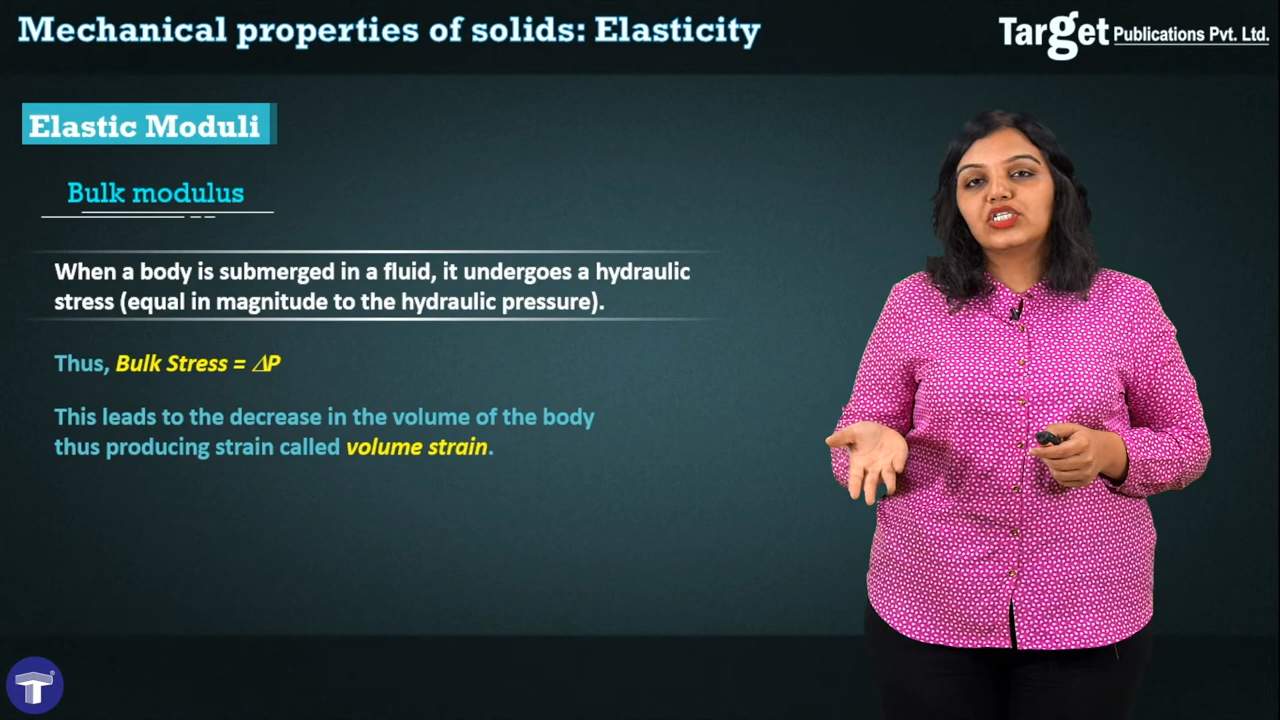 Mechanical properties of solids: Elasticity
Target Publications Pvt. Ltd.
Elastic Moduli
Bulk modulus
When a body is submerged in a fluid, it undergoes a hydraulic
stress (equal in magnitude to the hydraulic pressure).
Thus, Bulk Stress = ΔP
This leads to the decrease in the volume of the body
thus producing strain called volume strain.
T®